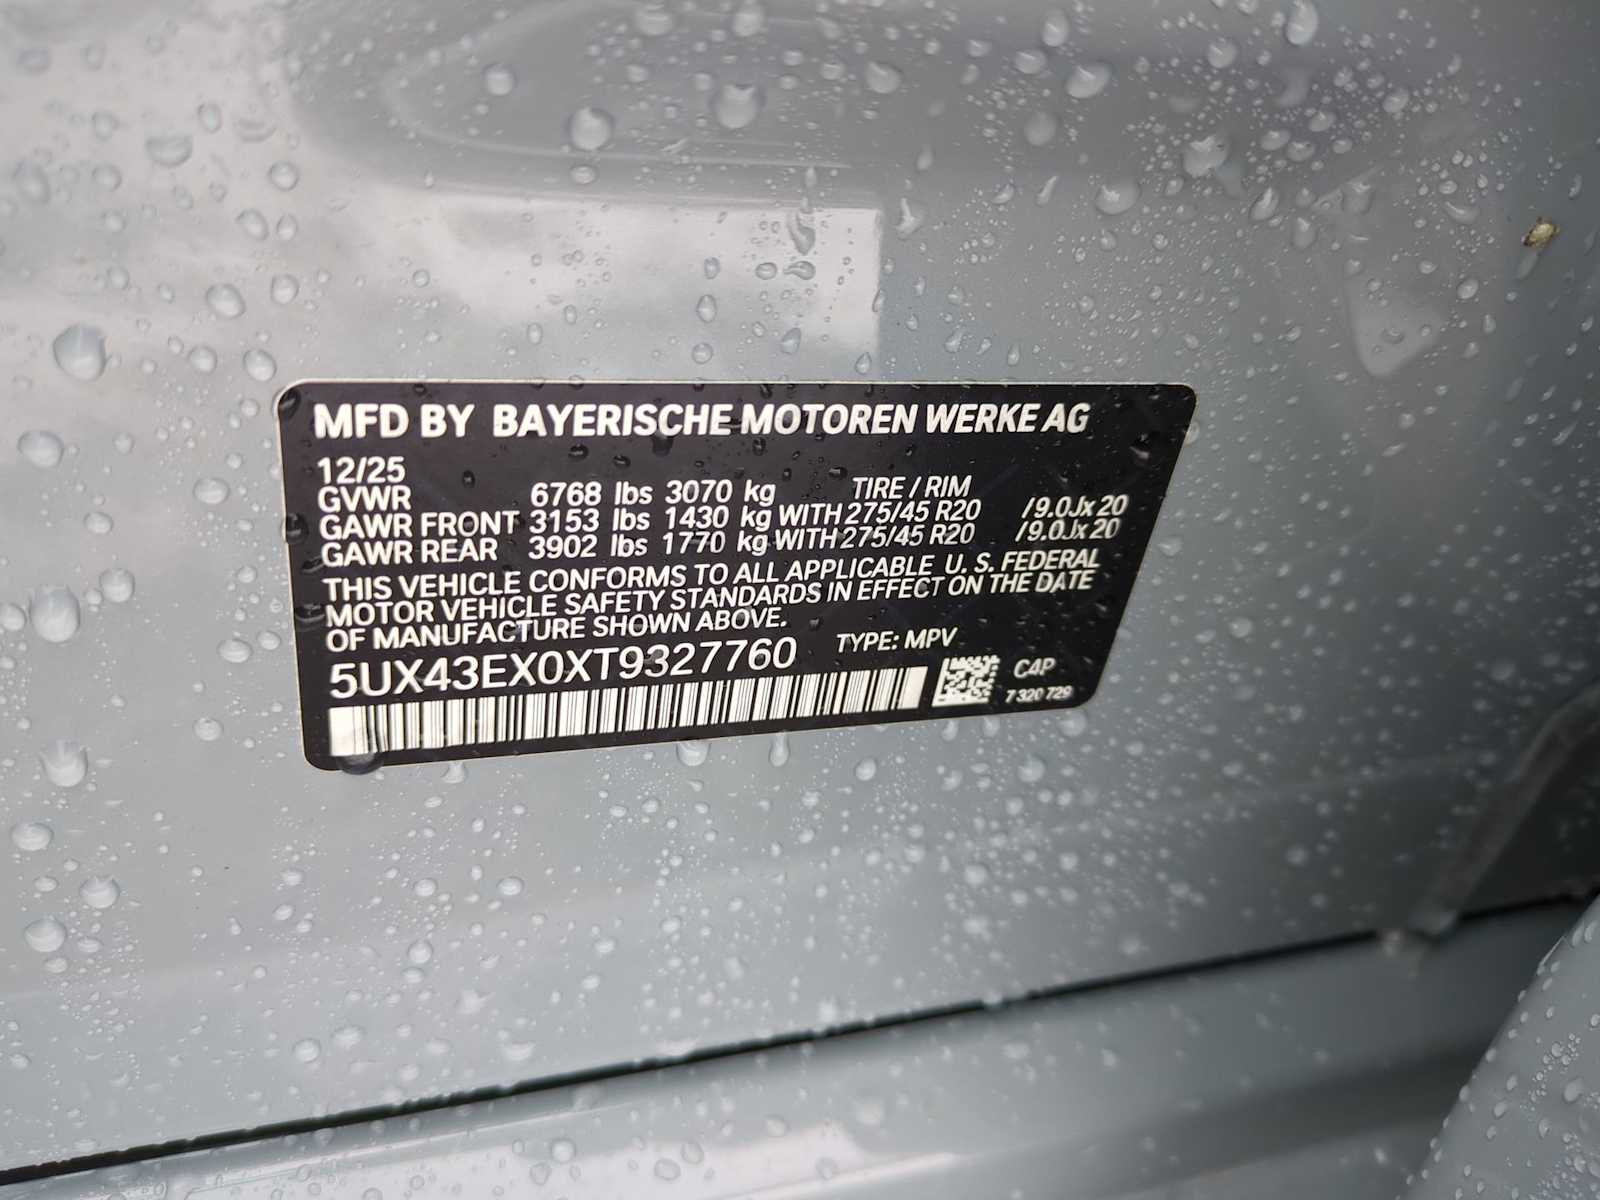 MFD BY BAYERISCHE MOTOREN WERKE AG
12/25
GVWR 6768 lbs 3070 kg TIRE / RIM
GAWR FRONT 3153 lbs 1430 kg WITH 275/45 R20 /9.0Jx20
GAWR REAR 3902 lbs 1770 kg WITH 275/45 R20 /9.0Jx20
THIS VEHICLE CONFORMS TO ALL APPLICABLE U. S. FEDERAL
MOTOR VEHICLE SAFETY STANDARDS IN EFFECT ON THE DATE
OF MANUFACTURE SHOWN ABOVE.
5UX43EX0XT9327760 TYPE: MPV
C4P
7 320 729